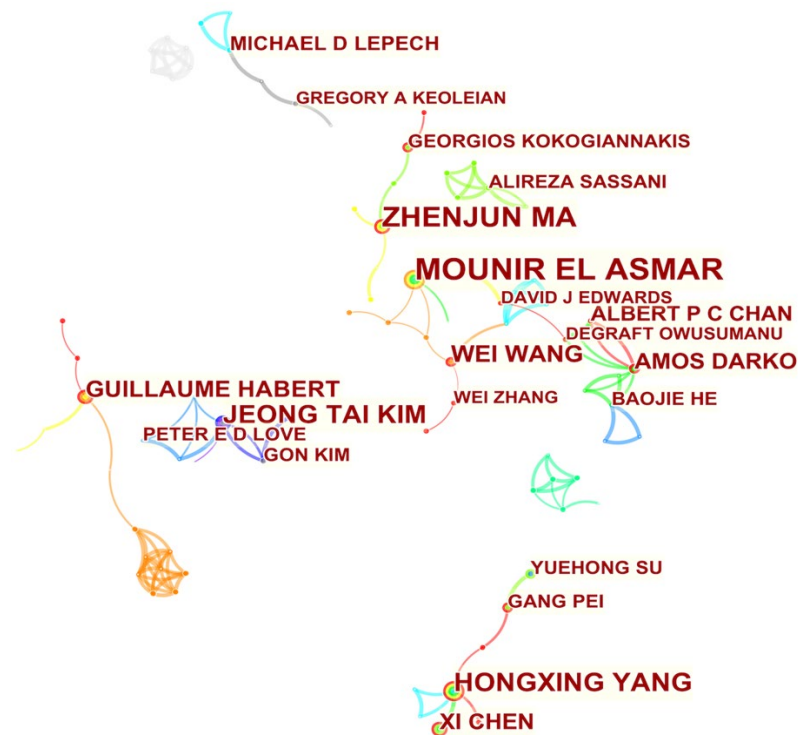 MICHAEL D LEPECH
GREGORY A KEOLEIAN
GEORGIOS KOKOGIANNAKIS
ALIREZA SASSANI
ZHENJUN MA
MOUNIR EL ASMAR
DAVID J EDWARDS
ALBERT P C CHAN
DEGRAFT OWUSUMANU
WEI WANG
AMOS DARKO
GUILLAUME HABERT
WEI ZHANG
BAOJIE HE
JEONG TAI KIM
PETER E D LOVE
GON KIM
YUEHONG SU
GANG PEI
HONGXING YANG
XI CHEN